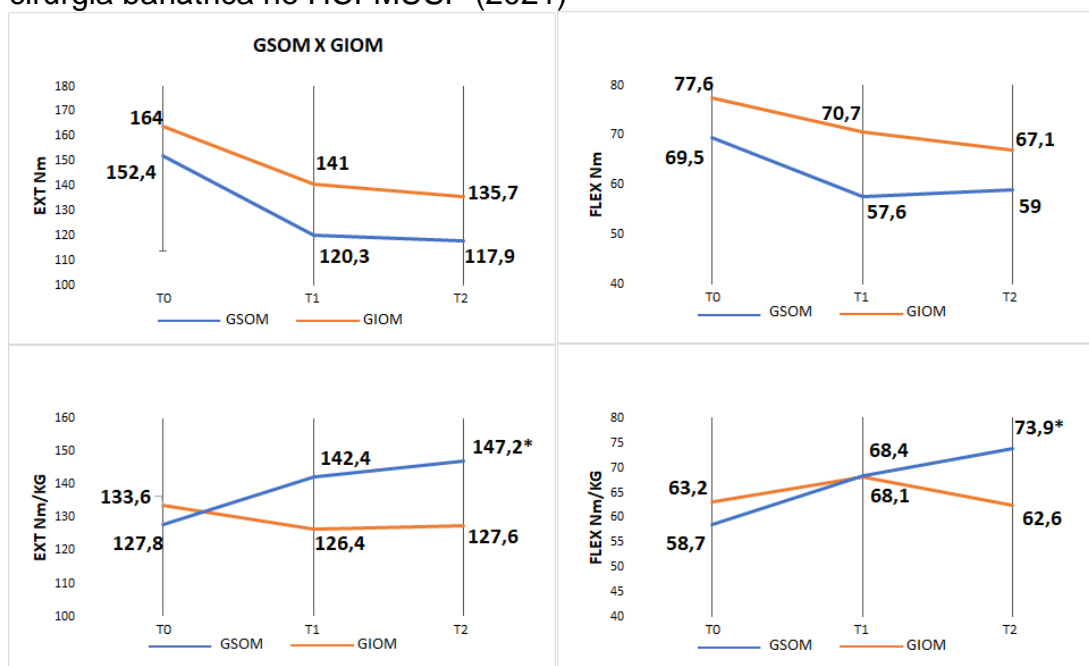 cirurgia bariátrica no HCFMUSP (2021)
GSOM X GIOM
EXT Nm
180
170
160
150
140
130
120
110
100
164
152,4
141
120,3
135,7
117,9
T0
T1
T2
GSOM
GIOM
FLEX Nm
80
70
60
50
40
77,6
69,5
70,7
57,6
67,1
59
T0
T1
T2
GSOM
GIOM
EXT Nm/KG
160
150
140
130
120
110
100
133,6
127,8
142,4
126,4
147,2*
127,6
T0
T1
T2
GSOM
GIOM
FLEX Nm/KG
80
75
70
65
60
55
50
45
40
63,2
58,7
68,4
68,1
73,9*
62,6
T0
T1
T2
GSOM
GIOM